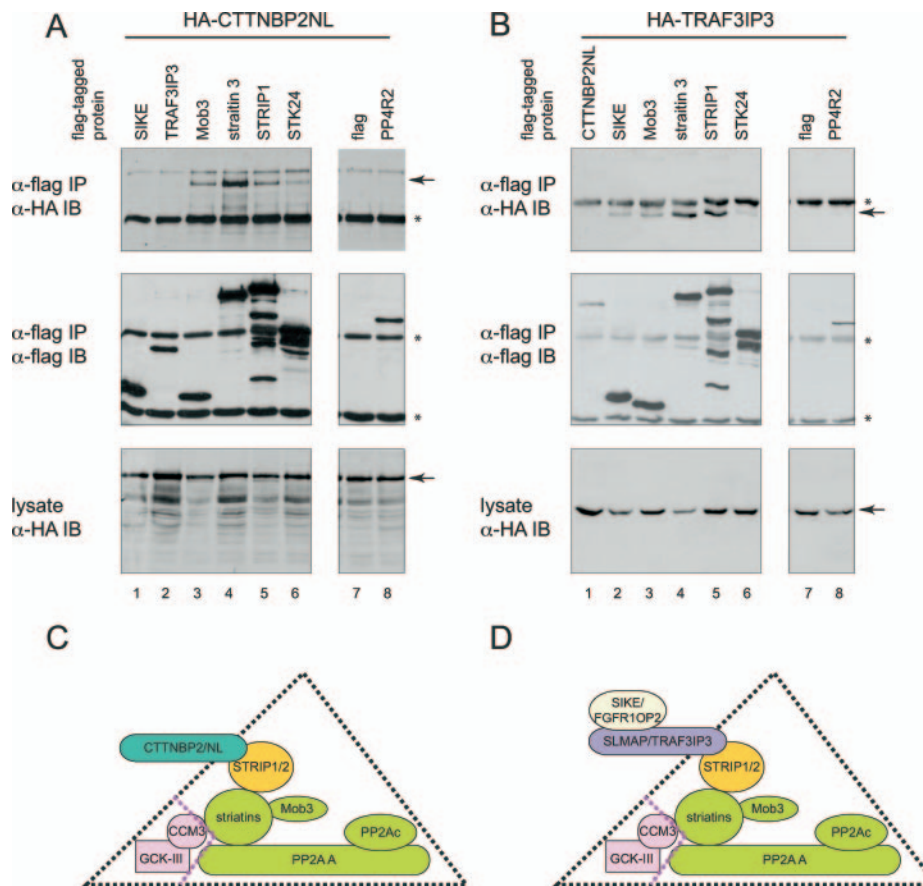 A
HA-CTTNBP2NL
flag-tagged
protein
SIKE
TRAF3IP3
Mob3
straitin 3
STRIP1
STK24
flag
PP4R2
α-flag IP
α-HA IB
*
α-flag IP
α-flag IB
*
*
lysate
α-HA IB
1 2 3 4 5 6 7 8
B
HA-TRAF3IP3
flag-tagged
protein
CTTNBP2NL
SIKE
Mob3
straitin 3
STRIP1
STK24
flag
PP4R2
α-flag IP
α-HA IB
*
α-flag IP
α-flag IB
*
*
lysate
α-HA IB
1 2 3 4 5 6 7 8
C
CTTNBP2/NL
STRIP1/2
striatins
Mob3
CCM3
PP2Ac
GCK-III
PP2A A
D
SIKE/
FGFR1OP2
SLMAP/TRAF3IP3
STRIP1/2
striatins
Mob3
CCM3
PP2Ac
GCK-III
PP2A A